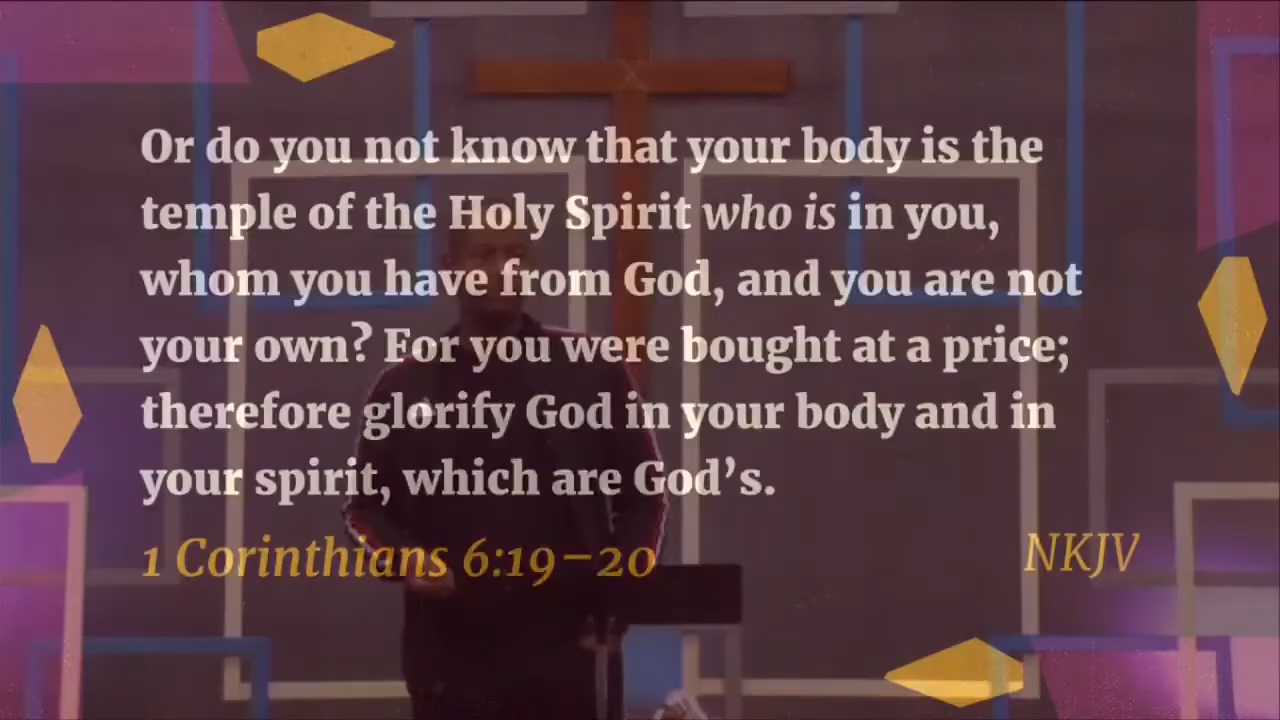 Or do you not know that your body is the
temple of the Holy Spirit who is in you,
whom you have from God, and you are not
your own? For you were bought at a price;
therefore glorify God in your body and in
your spirit, which are God’s.
1 Corinthians 6:19–20 NKJV